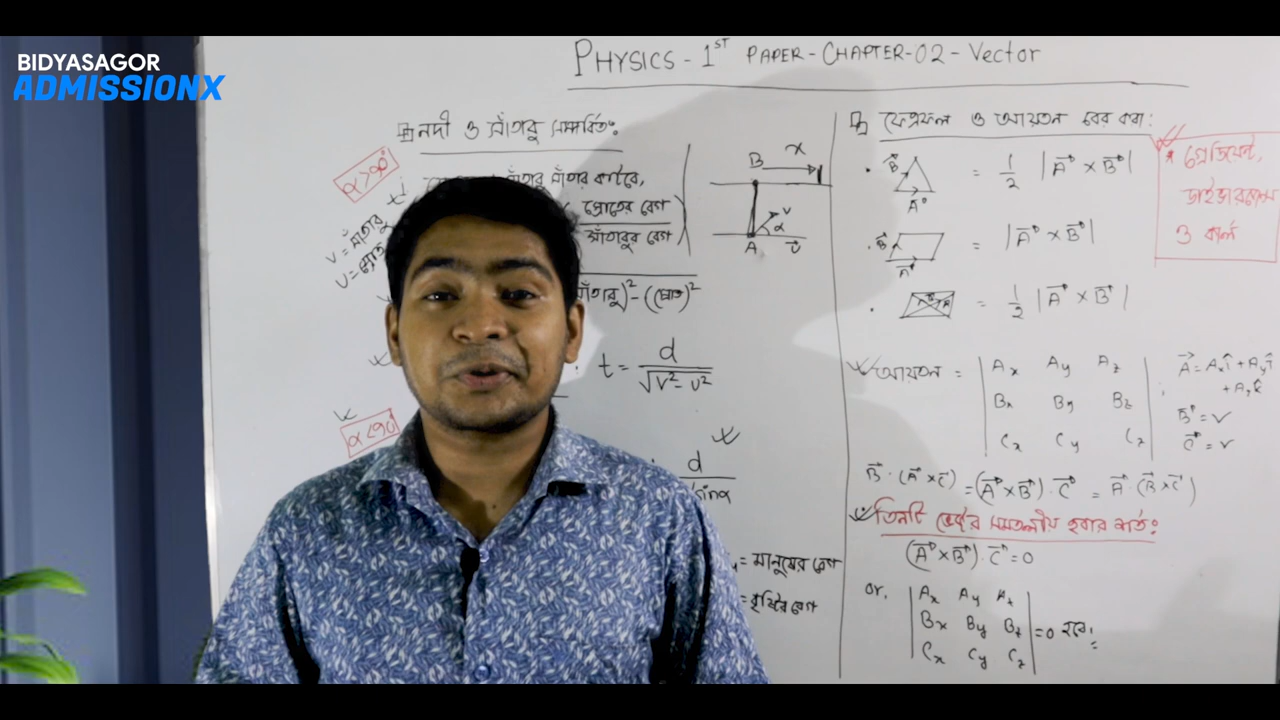 BIDYASAGOR
ADMISSIONX
PHYSICS - 1ST PAPER - CHAPTER - 02 - Vector
নদী ও সাঁতারু সম্পর্কিত:
α>90°
সাঁতারু সাঁতার কাটবে,
স্রোতের বেগ
সাঁতারুর বেগ
V = সাঁতারু
U = স্রোত
B
x
A
v
α
সাঁতারু)² - (স্রোত)²
t = d / √V² - U²
α<90°
d
sinα
= মানুষের বেগ
= বৃষ্টির বেগ
ক্ষেত্রফল ও আয়তন বের করা:
B→ A→ = 1/2 |A→ × B→|
B→ A→ = |A→ × B→|
= 1/2 |A→ × B→|
* গ্রেডিয়েন্ট,
ডাইভারজেন্স
ও কার্ল
আয়তন = | Ax Ay Az |
| Bx By Bz |
| Cx Cy Cz |
; A→ = Axî + Ayĵ
+ Azk̂
B→ = ✓
C→ = ✓
B→ · (A→ × C→) = (A→ × B→) · C→ = A→ · (B→ × C→)
তিনটি ভেক্টর সমতলীয় হবার শর্ত:
(A→ × B→) · C→ = 0
or, | Ax Ay Az |
| Bx By Bz | = 0 হবে!
| Cx Cy Cz |